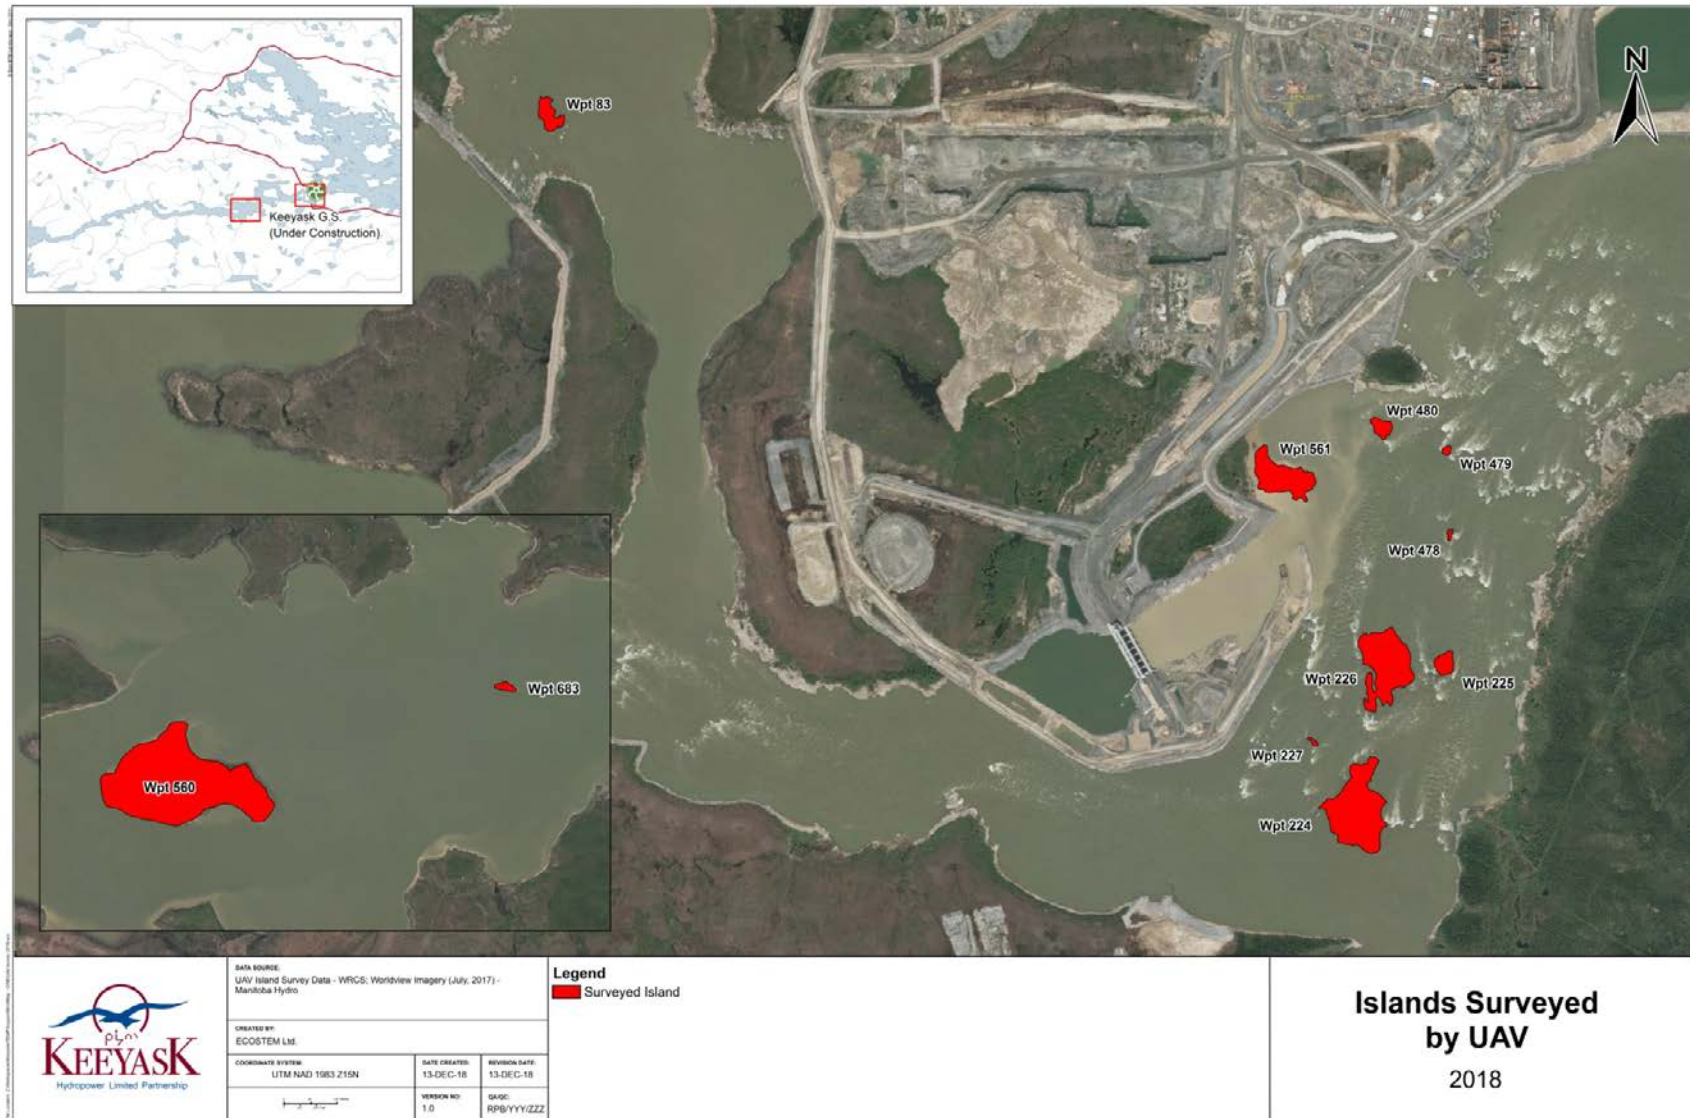 Keeyask G.S.
(Under Construction)
N
Wpt 83
Wpt 480
Wpt 561
Wpt 479
Wpt 478
Wpt 226
Wpt 225
Wpt 227
Wpt 224
Wpt 683
Wpt 560
KEEYASK
Hydropower Limited Partnership
DATA SOURCE:
UAV Island Survey Data - WRCS; Worldview Imagery (July, 2017) -
Manitoba Hydro
CREATED BY:
ECOSTEM Ltd.
COORDINATE SYSTEM:
UTM NAD 1983 Z15N
DATE CREATED:
13-DEC-18
REVISION DATE:
13-DEC-18
VERSION NO:
1.0
QA/QC:
RPB/YYY/ZZZ
Legend
Surveyed Island
Islands Surveyed
by UAV
2018